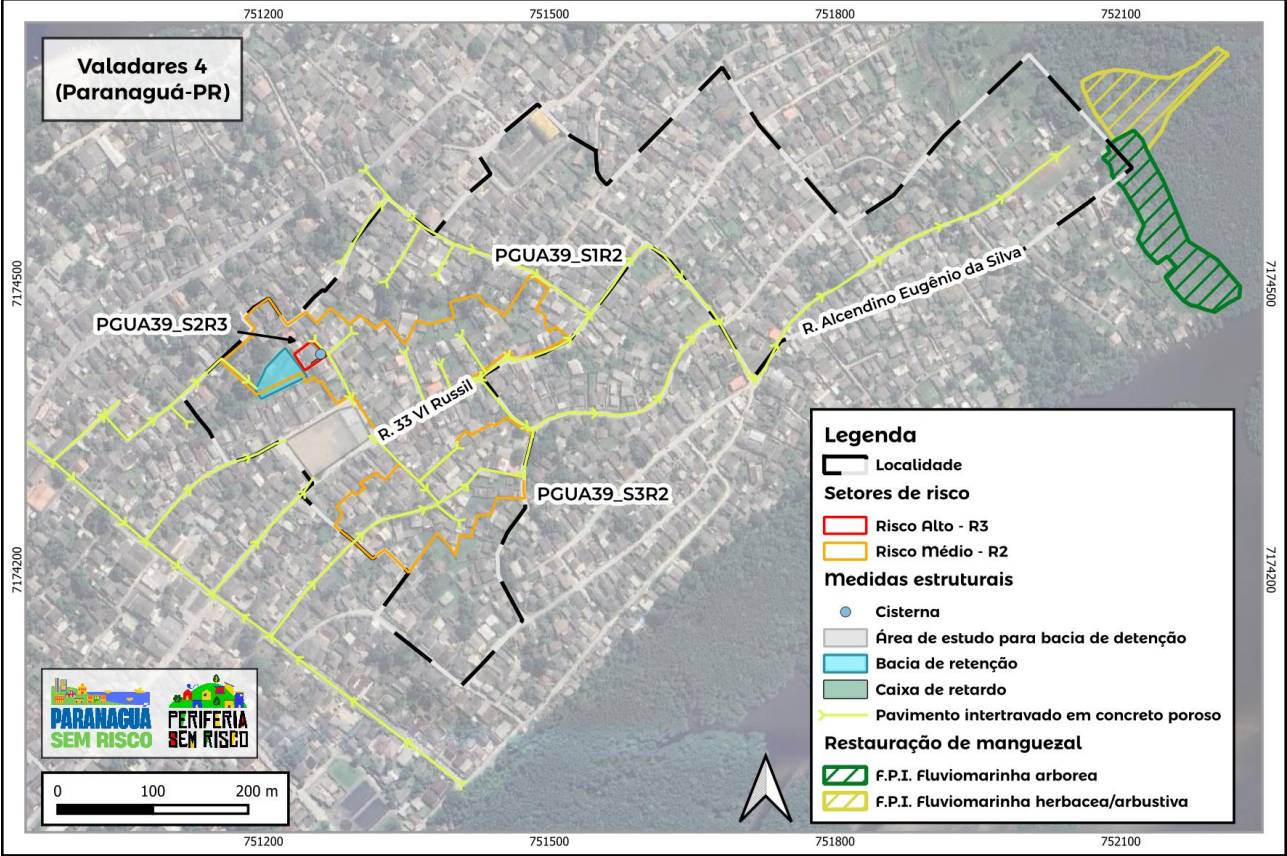 751200
751500
751800
752100
Valadares 4
(Paranaguá-PR)
7174500
7174500
PGUA39_S1R2
R. Alcendino Eugênio da Silva
PGUA39_S2R3
R. 33 VI Russil
PGUA39_S3R2
7174200
7174200
Legenda
Localidade
Setores de risco
Risco Alto - R3
Risco Médio - R2
Medidas estruturais
Cisterna
Área de estudo para bacia de detenção
Bacia de retenção
Caixa de retardo
Pavimento intertravado em concreto poroso
Restauração de manguezal
F.P.I. Fluviomarinha arborea
F.P.I. Fluviomarinha herbacea/arbustiva
PARANAGUÁ
SEM RISCO
PERIFERIA
SEM RISCO
0 100 200 m
751200
751500
751800
752100